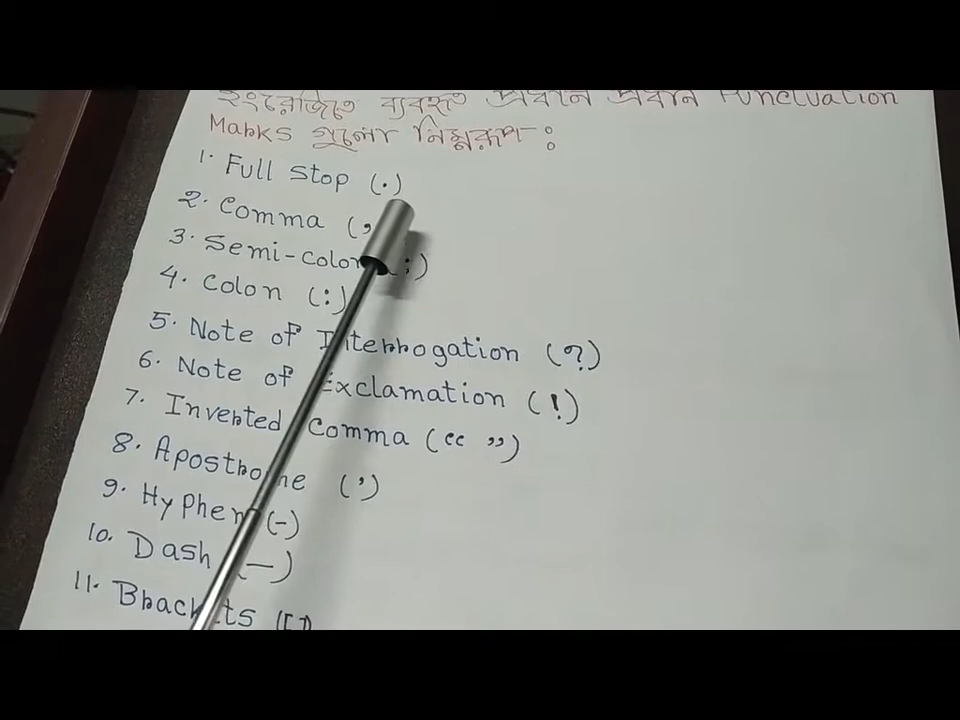 ইংরেজিতে ব্যবহৃত প্রধান প্রধান Punctuation
Marks গুলো নিম্নরূপ :
1. Full stop (.)
2. Comma (,
3. Semi-colon (;)
4. Colon (:)
5. Note of Interrogation (?)
6. Note of Exclamation (!)
7. Inverted Comma (“ ”)
8. (’)
9. Hyphen (-)
10. Dash (—)
11. Brackets ([])